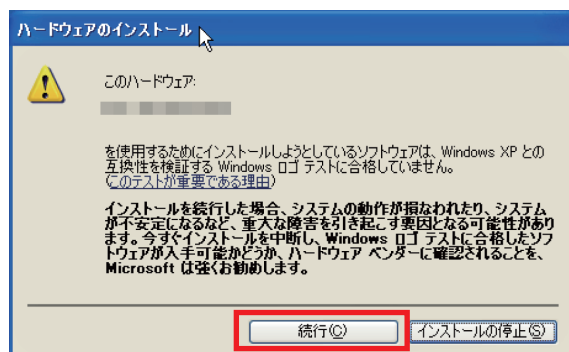 ハードウェアのインストール
このハードウェア:
を使用するためにインストールしようとしているソフトウェアは、Windows XP との
互換性を検証する Windows ロゴ テストに合格していません。
(このテストが重要である理由)
インストールを続行した場合、システムの動作が損なわれたり、システム
が不安定になるなど、重大な障害を引き起こす要因となる可能性があり
ます。今すぐインストールを中断し、Windows ロゴ テストに合格したソフ
トウェアが入手可能かどうか、ハードウェア ベンダーに確認されることを、
Microsoft は強くお勧めします。
続行(C) インストールの停止(S)